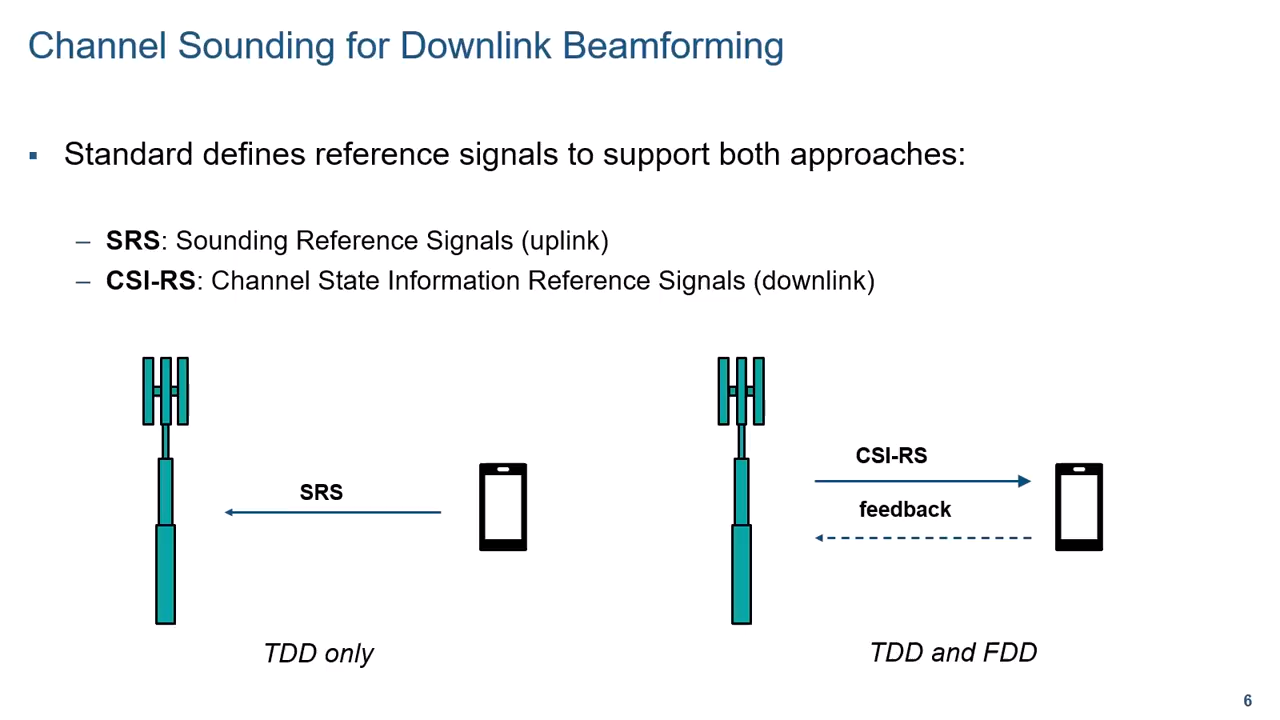 Channel Sounding for Downlink Beamforming
▪ Standard defines reference signals to support both approaches:
– SRS: Sounding Reference Signals (uplink)
– CSI-RS: Channel State Information Reference Signals (downlink)
SRS
CSI-RS
feedback
TDD only
TDD and FDD
6